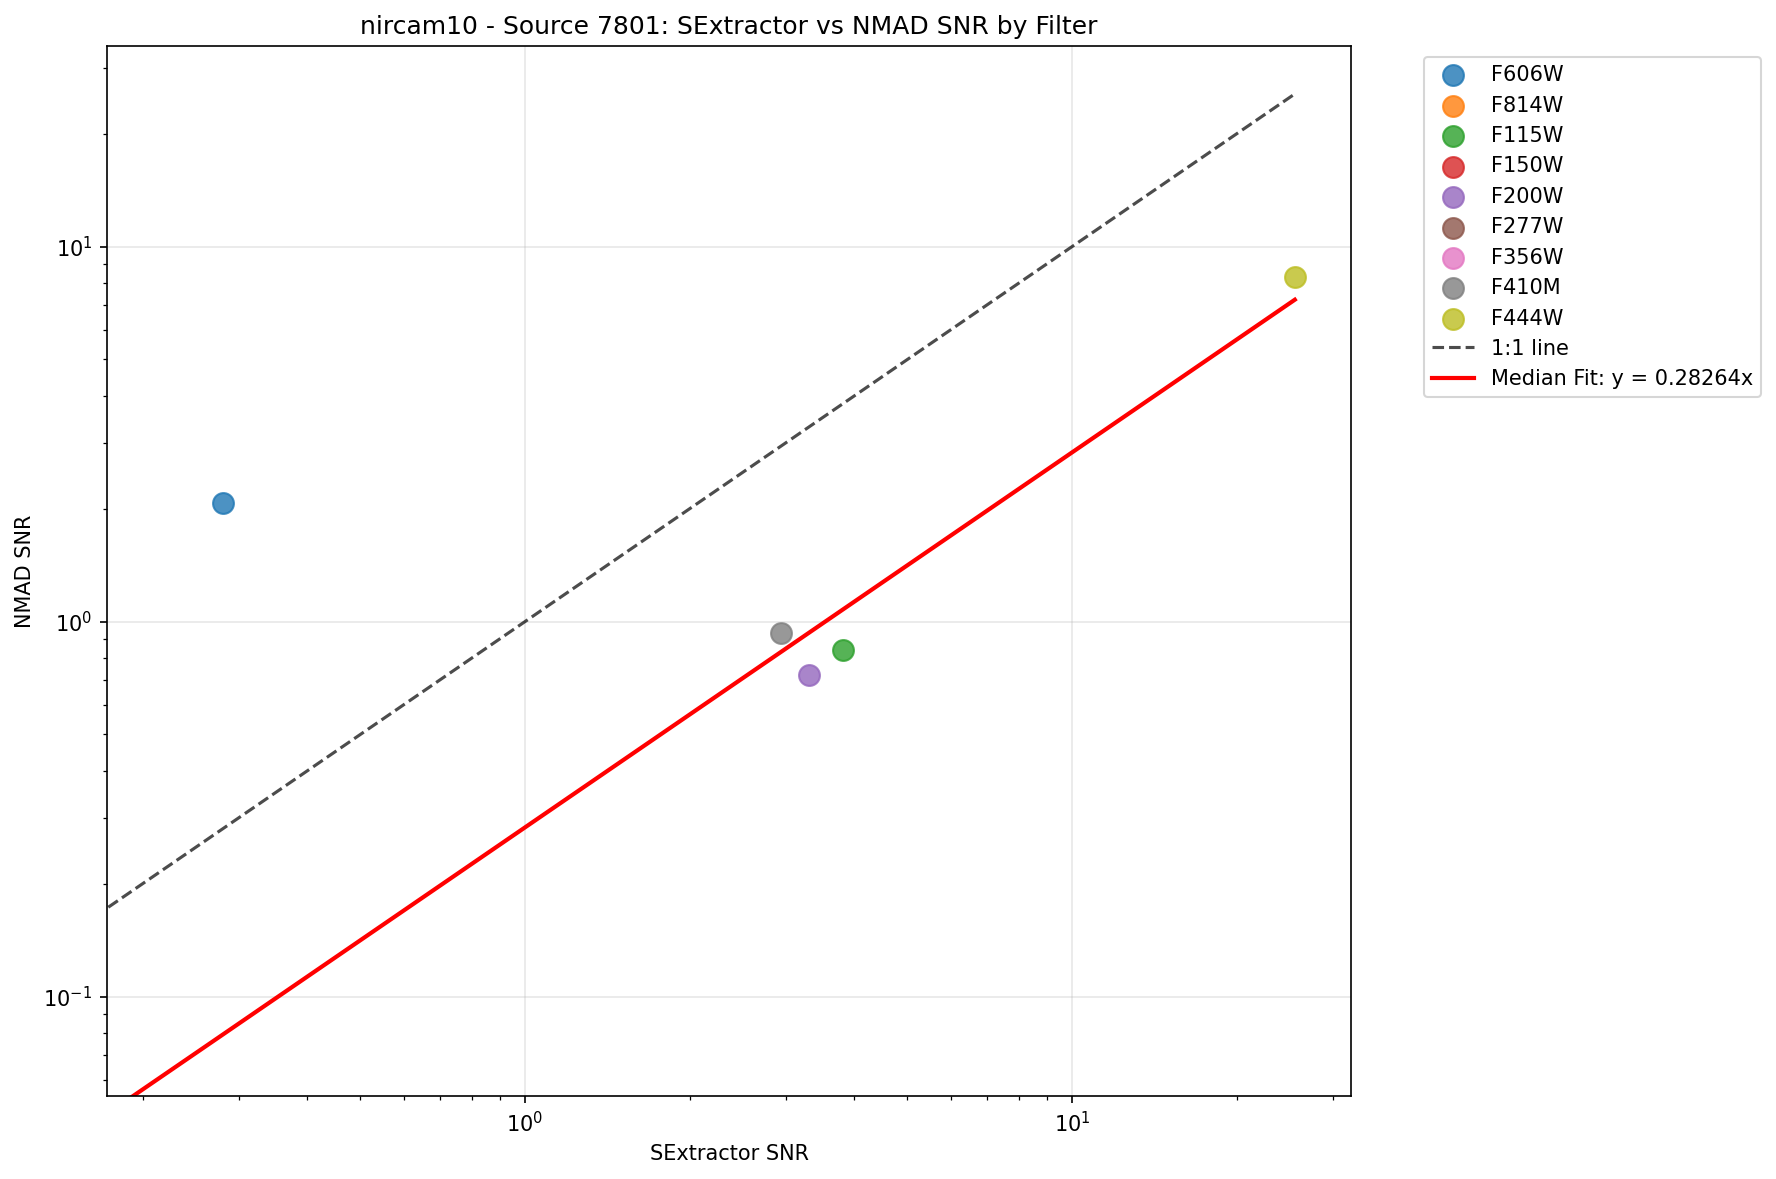 nircam10 - Source 7801: SExtractor vs NMAD SNR by Filter
NMAD SNR
10¹
10⁰
10⁻¹
10⁰
10¹
SExtractor SNR
F606W
F814W
F115W
F150W
F200W
F277W
F356W
F410M
F444W
1:1 line
Median Fit: y = 0.28264x